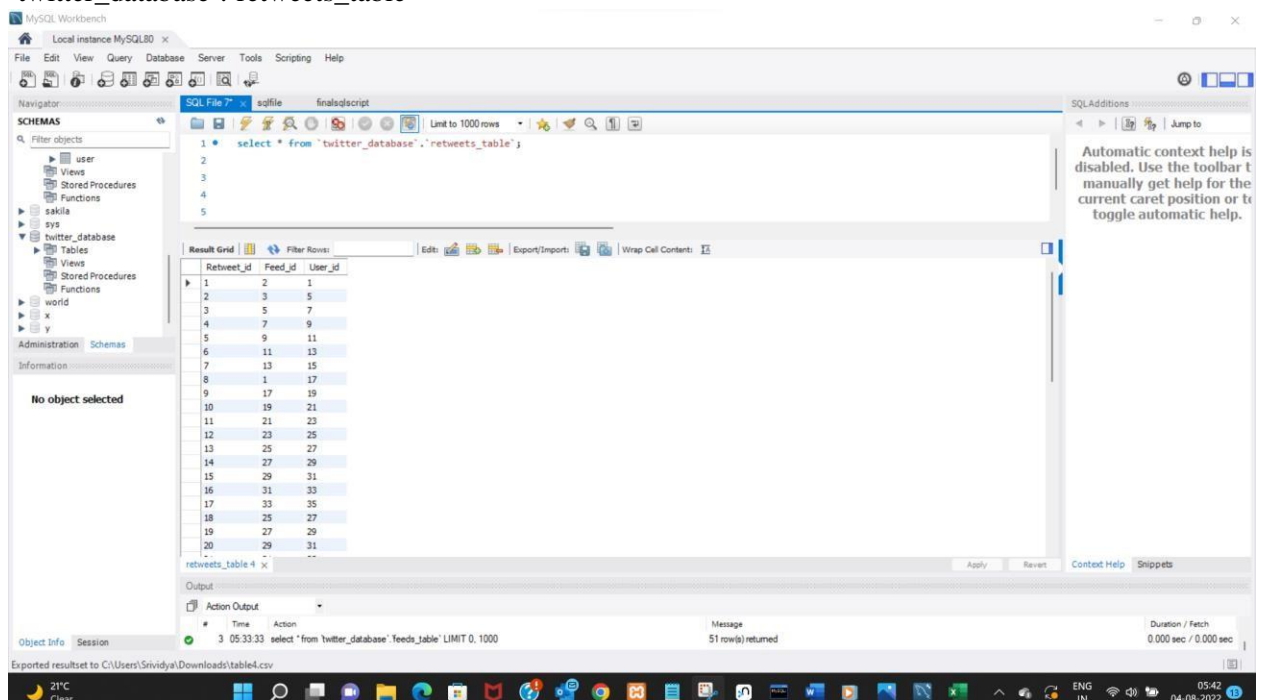 MySQL Workbench
Local instance MySQL80 ×
File Edit View Query Database Server Tools Scripting Help
Navigator
SCHEMAS
Filter objects
user
Views
Stored Procedures
Functions
sakila
sys
twitter_database
Tables
Views
Stored Procedures
Functions
world
x
y
Administration Schemas
Information
No object selected
Object Info Session
SQL File 7* × sqlfile finalsqlscript
Limit to 1000 rows
1 select * from `twitter_database`.`retweets_table`;
2
3
4
5
Result Grid Filter Rows: Edit: Export/Import: Wrap Cell Content:
Retweet_id Feed_id User_id
1 2 1
2 3 5
3 5 7
4 7 9
5 9 11
6 11 13
7 13 15
8 1 17
9 17 19
10 19 21
11 21 23
12 23 25
13 25 27
14 27 29
15 29 31
16 31 33
17 33 35
18 25 27
19 27 29
20 29 31
retweets_table 4 × Apply Revert
Output
Action Output
# Time Action Message Duration / Fetch
3 05:33:33 select * from `twitter_database`.`feeds_table` LIMIT 0, 1000 51 row(s) returned 0.000 sec / 0.000 sec
SQLAdditions
Jump to
Automatic context help is
disabled. Use the toolbar t
manually get help for the
current caret position or to
toggle automatic help.
Context Help Snippets
Exported resultset to C:\Users\Srividya\Downloads\table4.csv
21°C
Clear
ENG
IN
05:42
04-08-2022